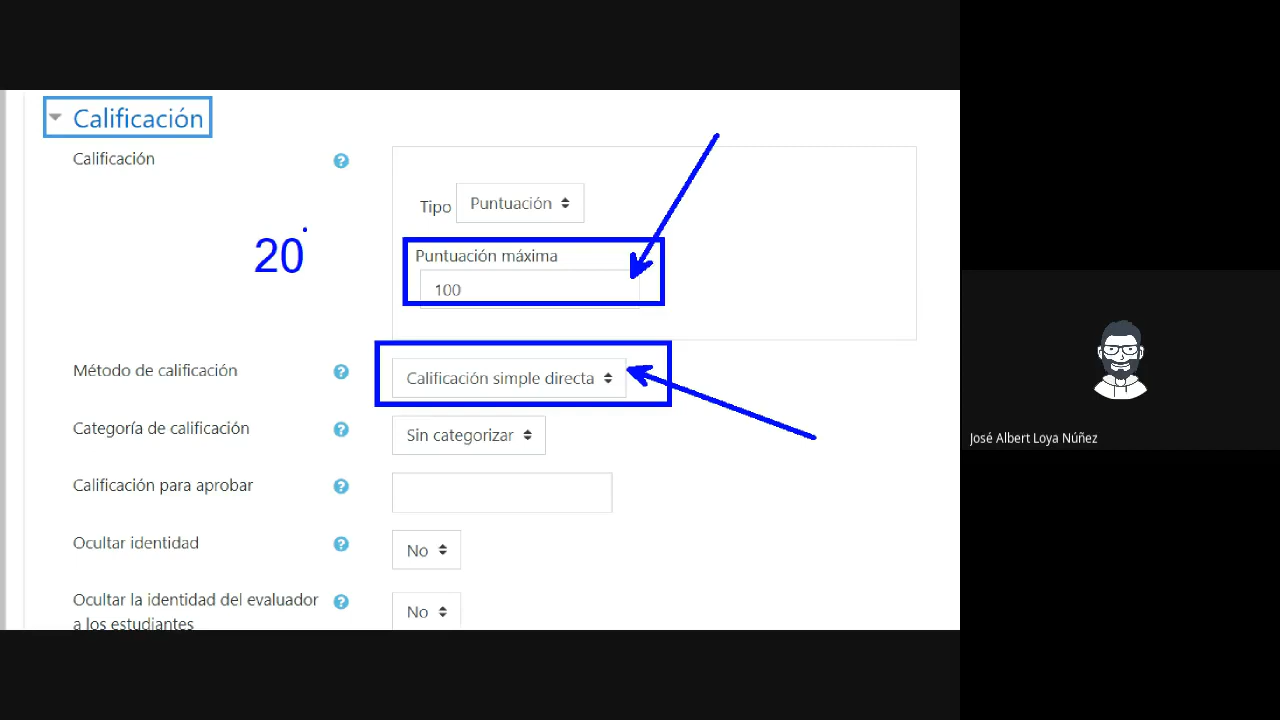 Calificación
Calificación
Tipo Puntuación
20
Puntuación máxima
100
Método de calificación Calificación simple directa
Categoría de calificación Sin categorizar
Calificación para aprobar
Ocultar identidad No
Ocultar la identidad del evaluador
a los estudiantes No
José Albert Loya Núñez